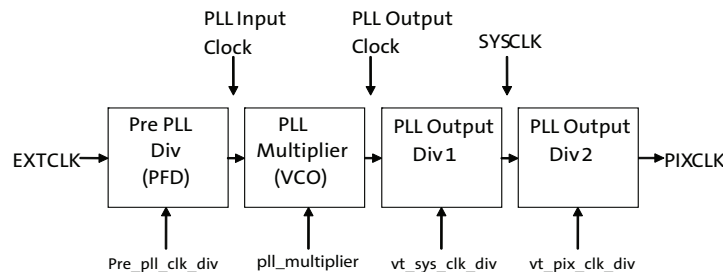 PLL Input
Clock
PLL Output
Clock
SYSCLK
EXTCLK
Pre PLL
Div
(PFD)
PLL
Multiplier
(VCO)
PLL Output
Div 1
PLL Output
Div 2
PIXCLK
Pre_pll_clk_div
pll_multiplier
vt_sys_clk_div
vt_pix_clk_div